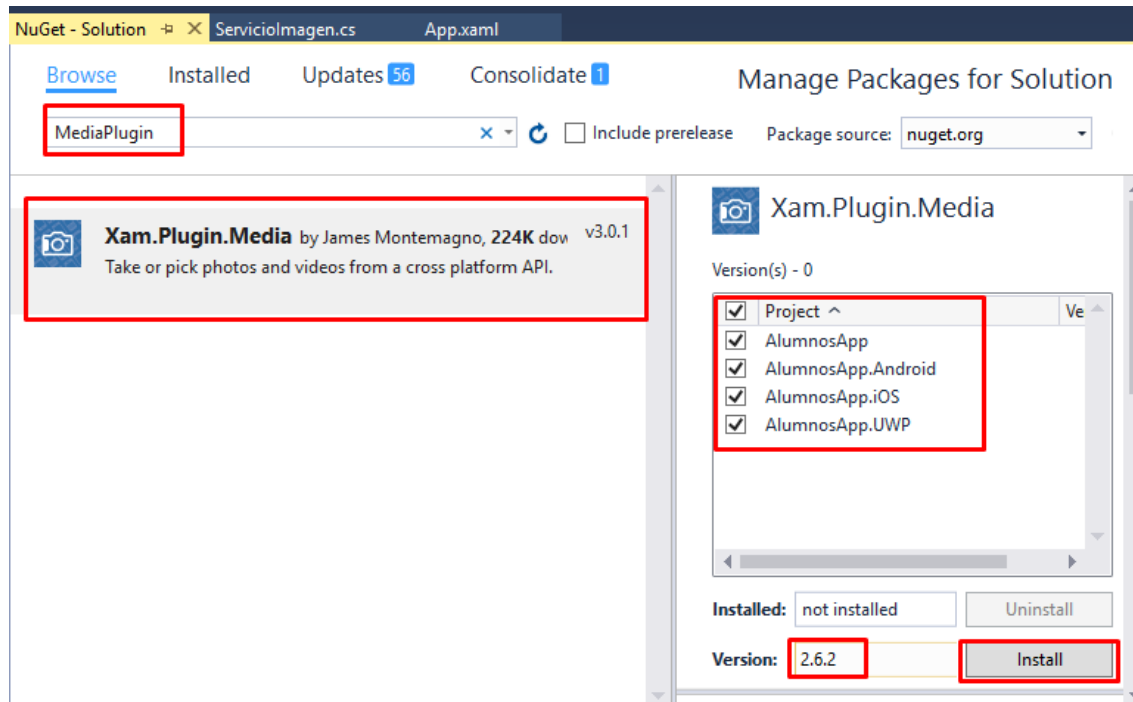 NuGet - Solution ServicioImagen.cs App.xaml
Browse Installed Updates 56 Consolidate 1 Manage Packages for Solution
MediaPlugin Include prerelease Package source: nuget.org
Xam.Plugin.Media by James Montemagno, 224K dow v3.0.1
Take or pick photos and videos from a cross platform API.
Xam.Plugin.Media
Version(s) - 0
Project Ve
AlumnosApp
AlumnosApp.Android
AlumnosApp.iOS
AlumnosApp.UWP
Installed: not installed Uninstall
Version: 2.6.2 Install